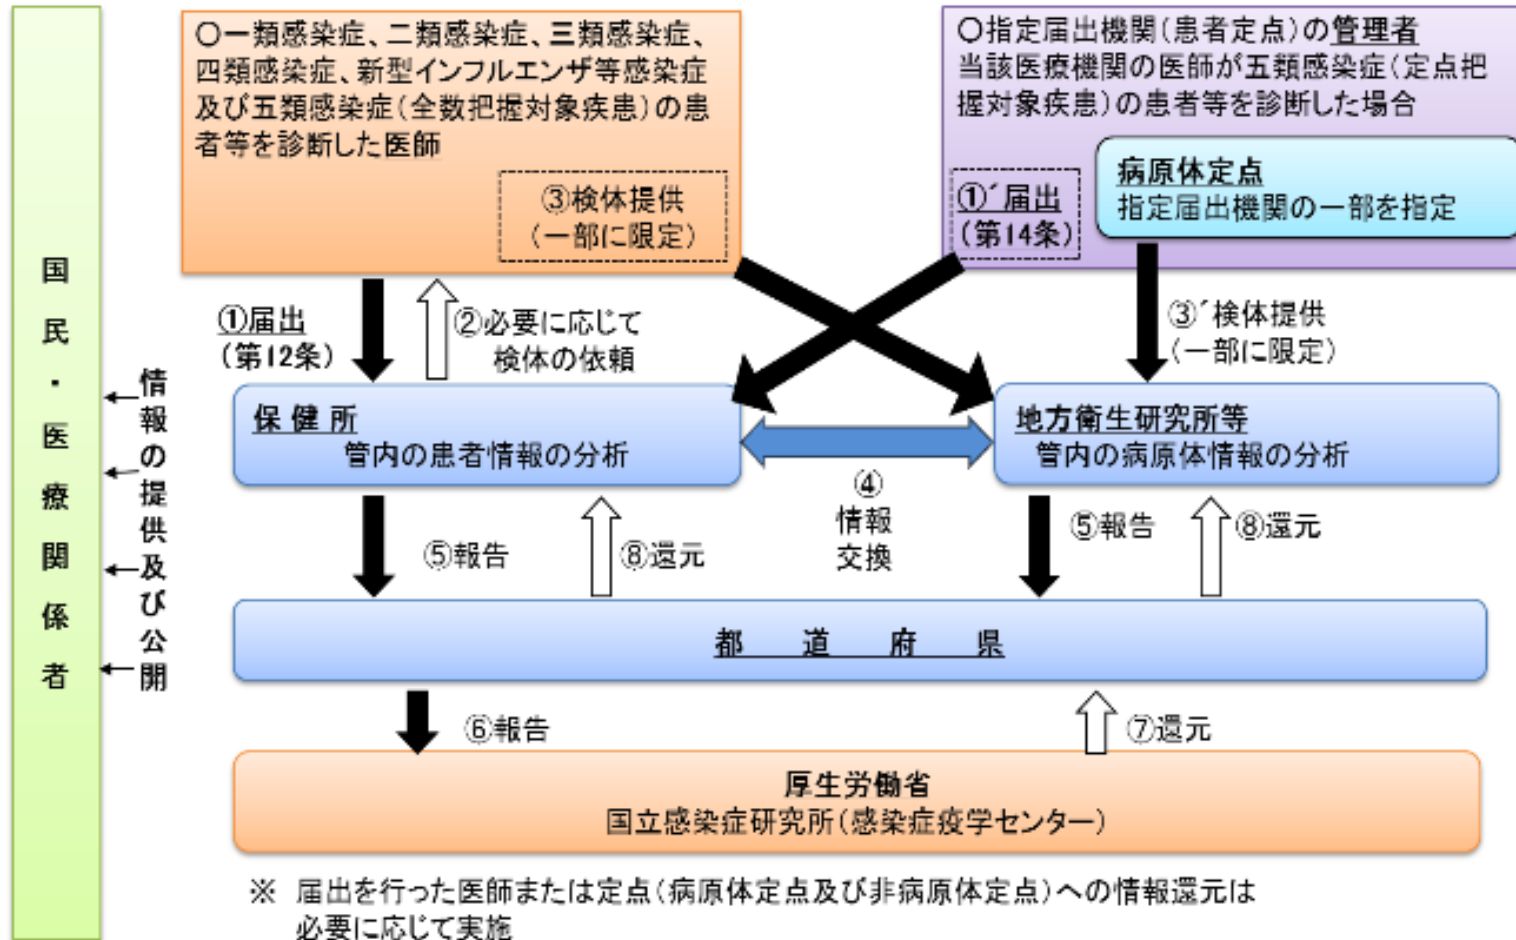 〇一類感染症、二類感染症、三類感染症、
四類感染症、新型インフルエンザ等感染症
及び五類感染症(全数把握対象疾患)の患
者等を診断した医師
③検体提供
(一部に限定)
〇指定届出機関(患者定点)の管理者
当該医療機関の医師が五類感染症(定点把
握対象疾患)の患者等を診断した場合
病原体定点
指定届出機関の一部を指定
①´届出
(第14条)
①届出
(第12条)
②必要に応じて
検体の依頼
③´検体提供
(一部に限定)
保健所
管内の患者情報の分析
地方衛生研究所等
管内の病原体情報の分析
④
情報
交換
⑤報告
⑧還元
⑤報告
⑧還元
都道府県
⑥報告
⑦還元
厚生労働省
国立感染症研究所(感染症疫学センター)
国民・医療関係者
情報の提供及び公開
※ 届出を行った医師または定点(病原体定点及び非病原体定点)への情報還元は
必要に応じて実施